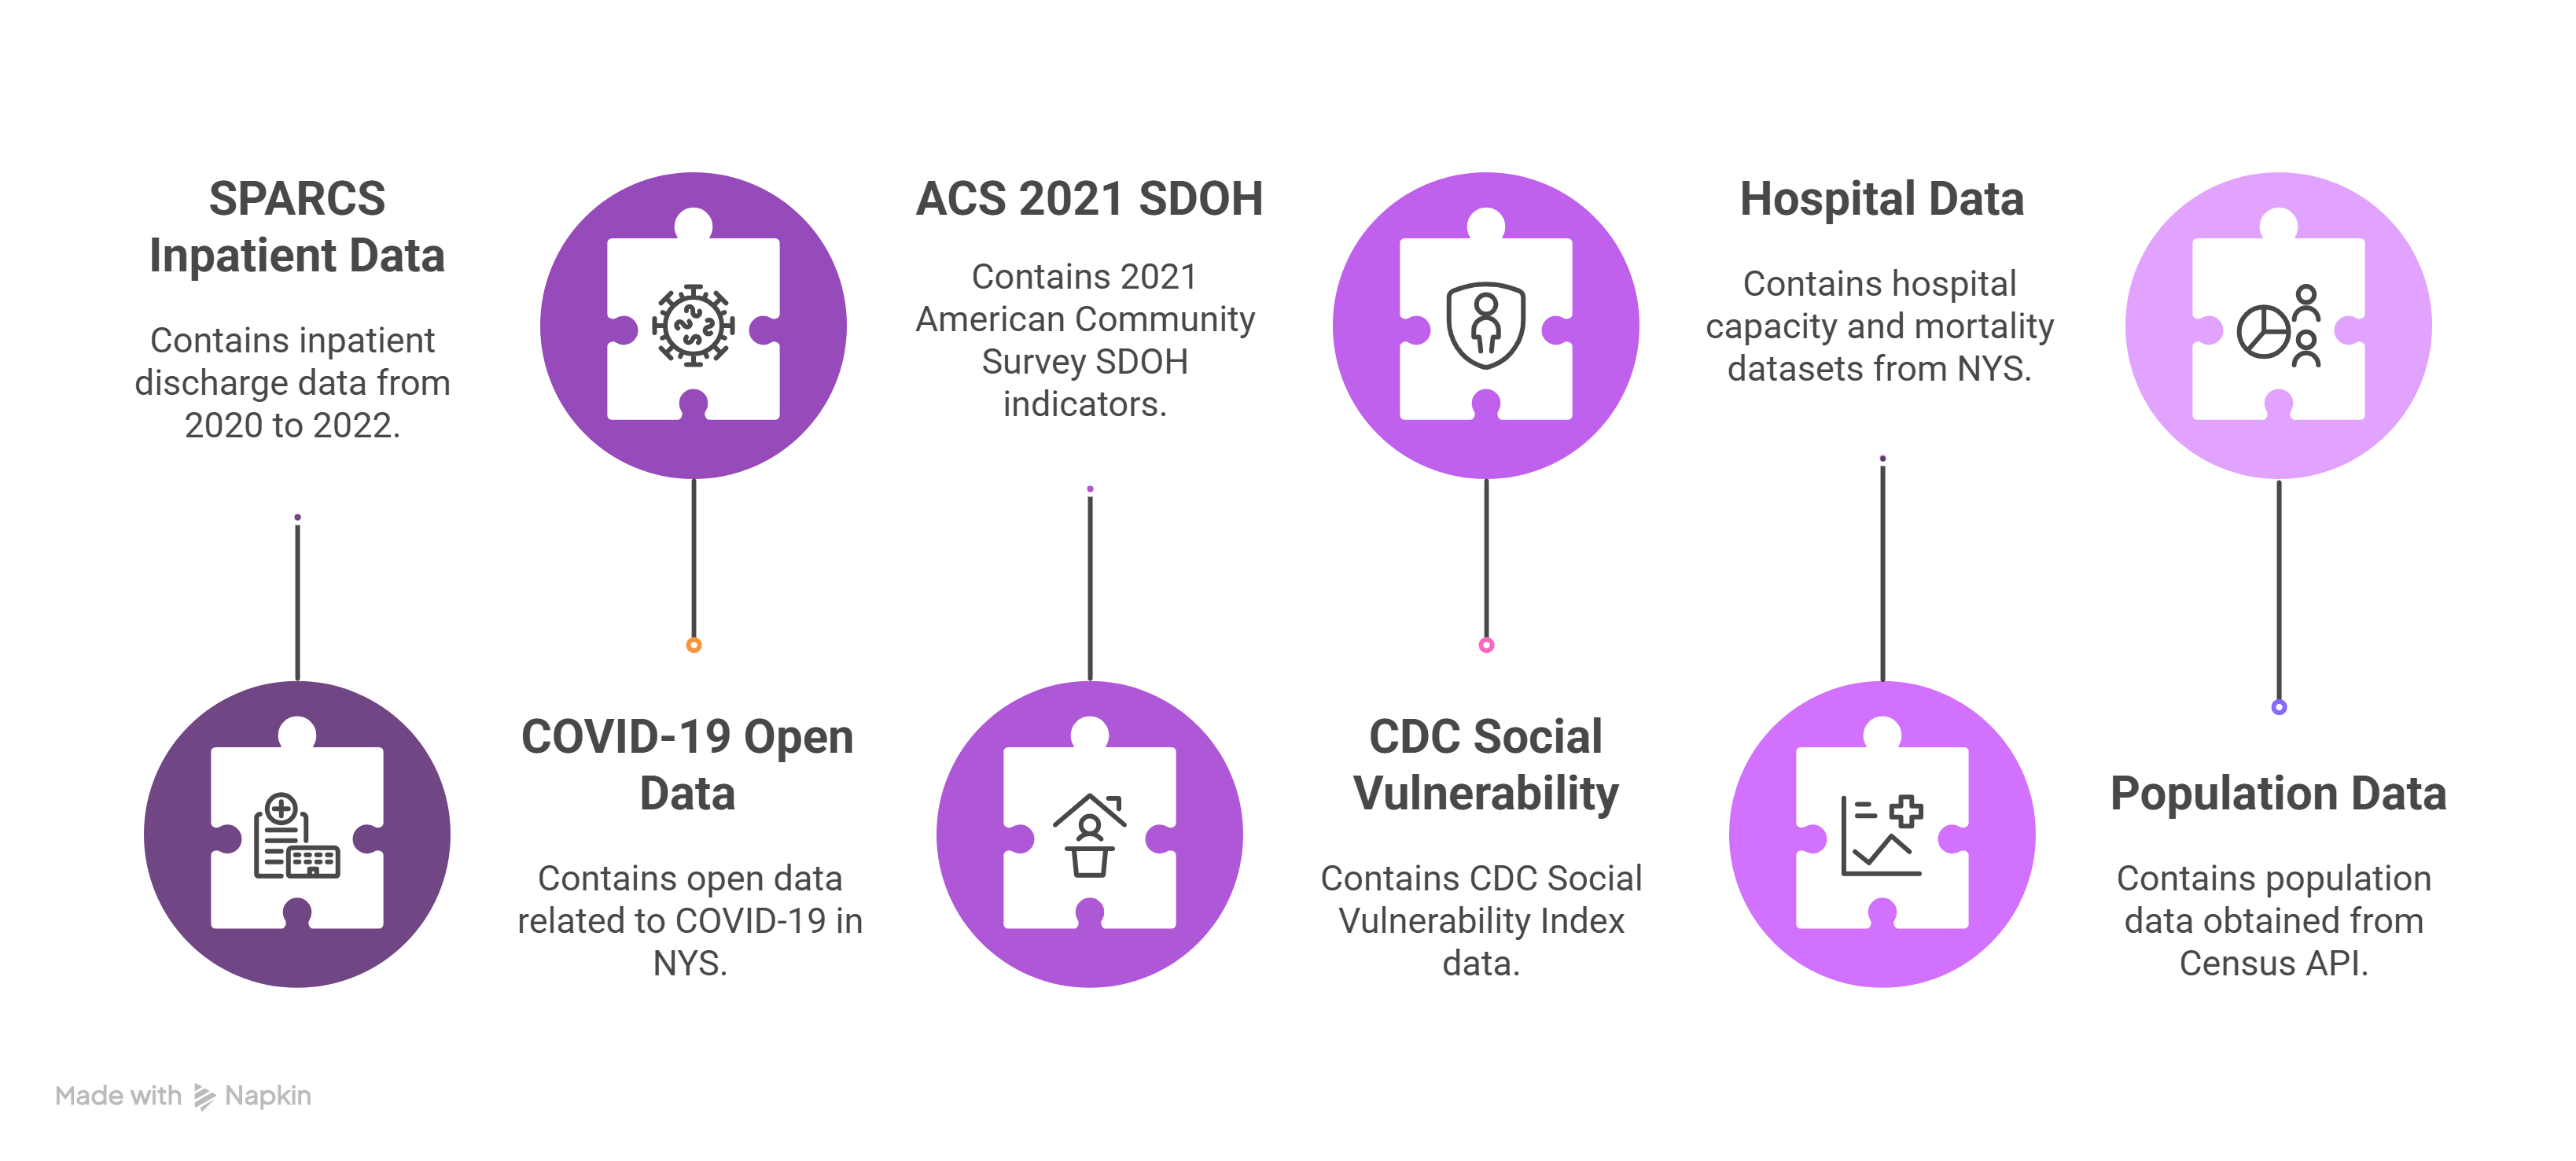 SPARCS
Inpatient Data
Contains inpatient
discharge data from
2020 to 2022.
COVID-19 Open
Data
Contains open data
related to COVID-19 in
NYS.
ACS 2021 SDOH
Contains 2021
American Community
Survey SDOH
indicators.
CDC Social
Vulnerability
Contains CDC Social
Vulnerability Index
data.
Hospital Data
Contains hospital
capacity and mortality
datasets from NYS.
Population Data
Contains population
data obtained from
Census API.
Made with Napkin